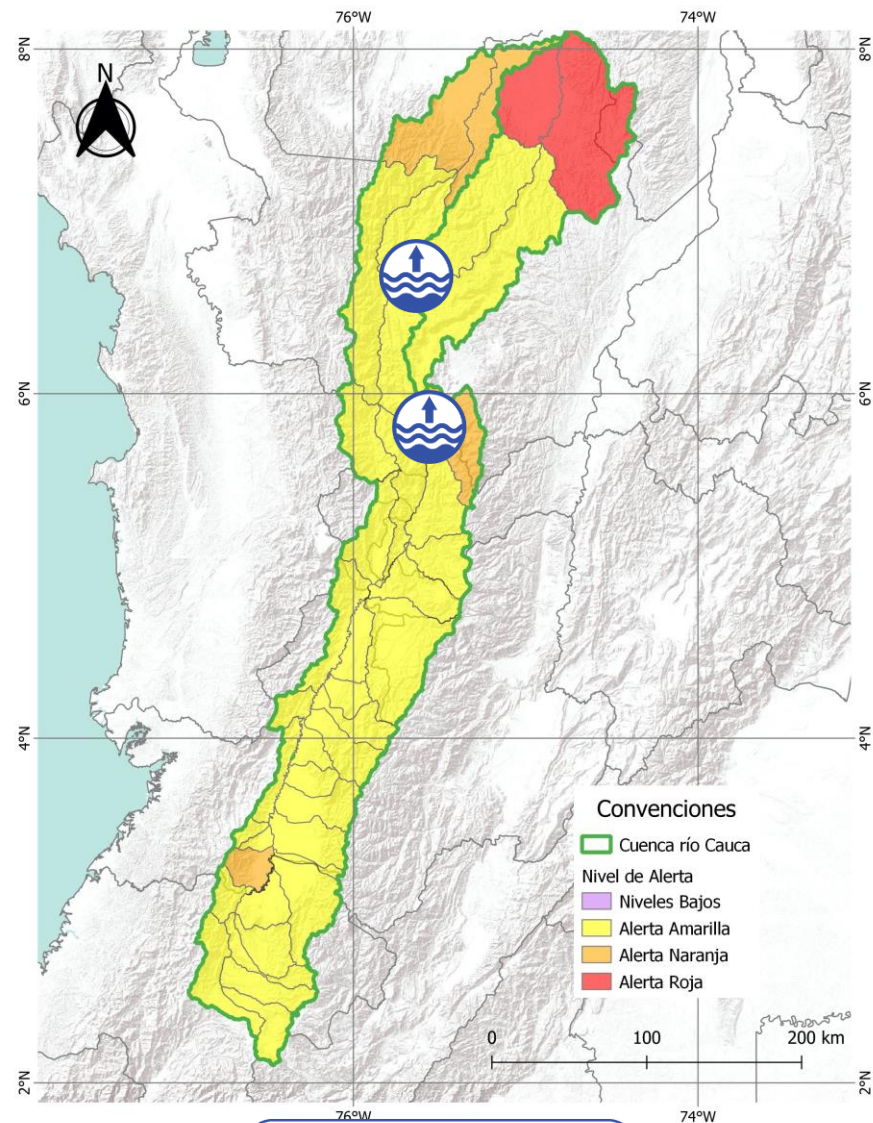 76°W 74°W
8°N 8°N
N
6°N 6°N
4°N 4°N
Convenciones
Cuenca río Cauca
Nivel de Alerta
Niveles Bajos
Alerta Amarilla
Alerta Naranja
Alerta Roja
0 100 200 km
2°N 2°N
76°W 74°W